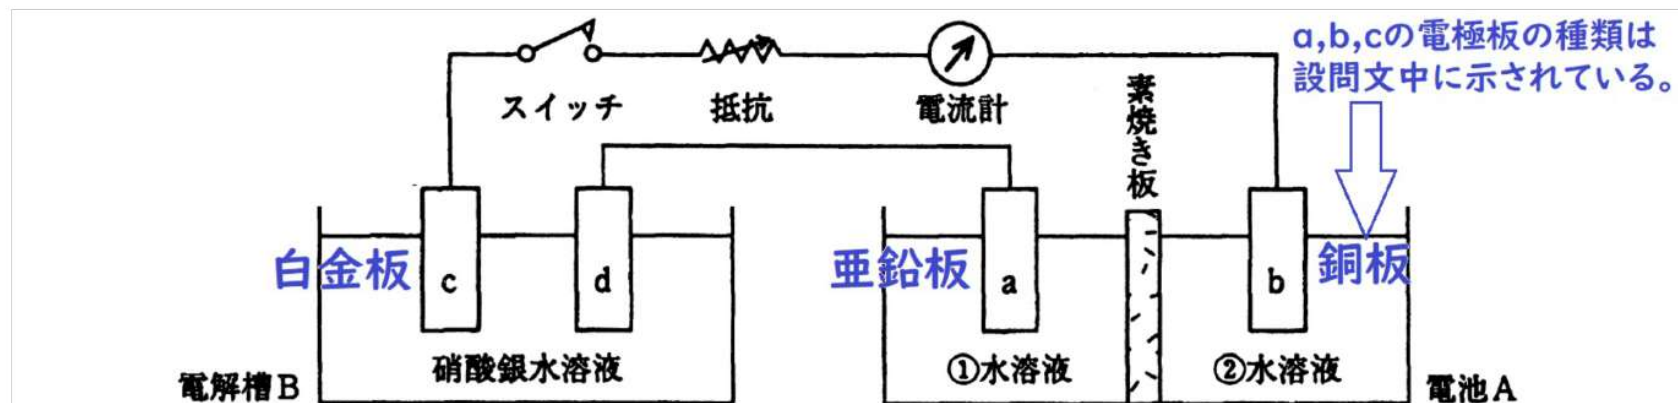 a,b,cの電極板の種類は
設問文中に示されている。
スイッチ
抵抗
電流計
素焼き板
白金板
c
d
亜鉛板
a
b
銅板
硝酸銀水溶液
①水溶液
②水溶液
電解槽B
電池A